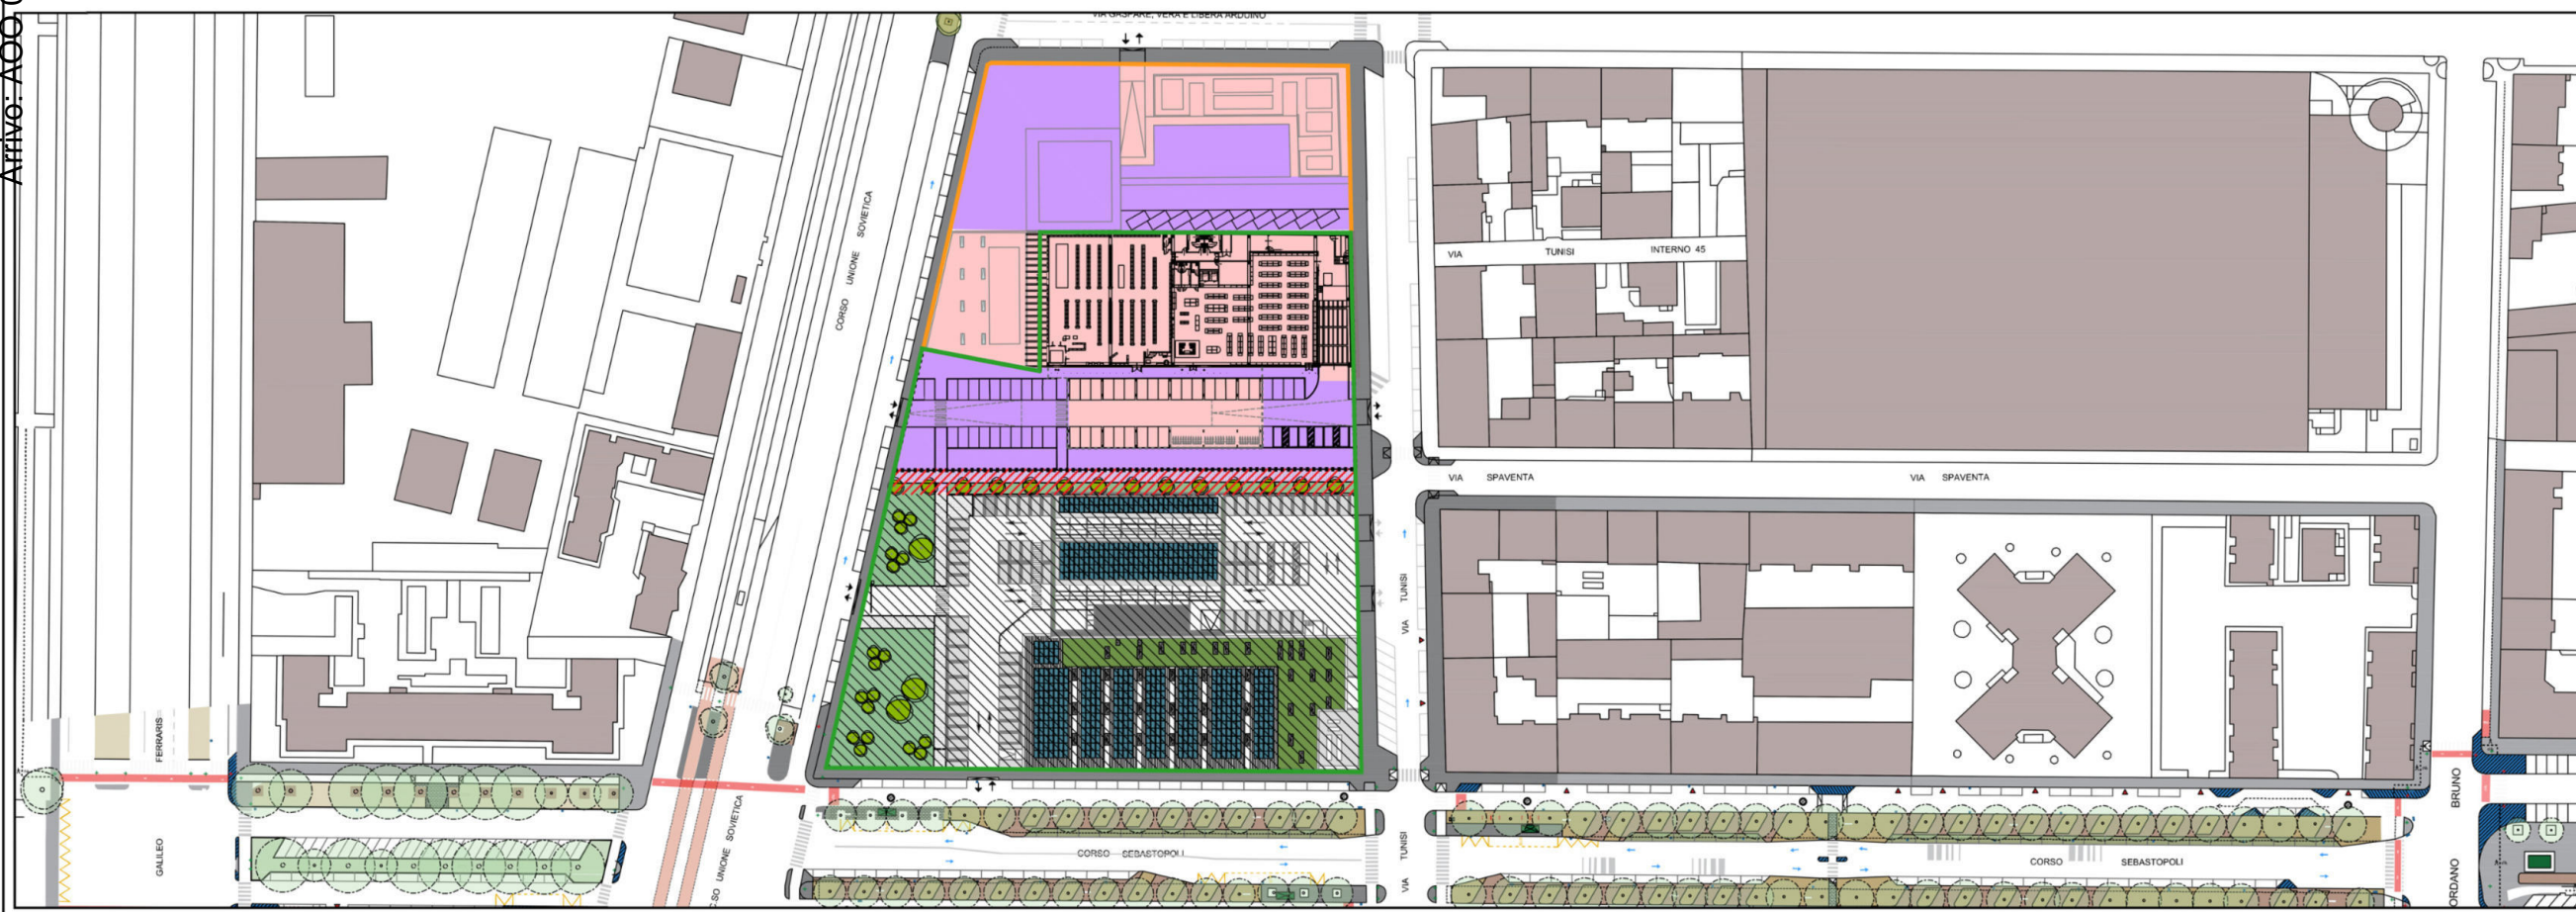 Arrivo: AOO
VIA GASPARE, VERA E LIBERA ARDUINO
CORSO UNIONE SOVIETICA
VIA TUNISI INTERNO 45
VIA SPAVENTA
VIA SPAVENTA
VIA TUNISI
FERRARIS
GALILEO
C.SO UNIONE SOVIETICA
CORSO SEBASTOPOLI
VIA TUNISI
CORSO SEBASTOPOLI
BRUNO
ORDANO